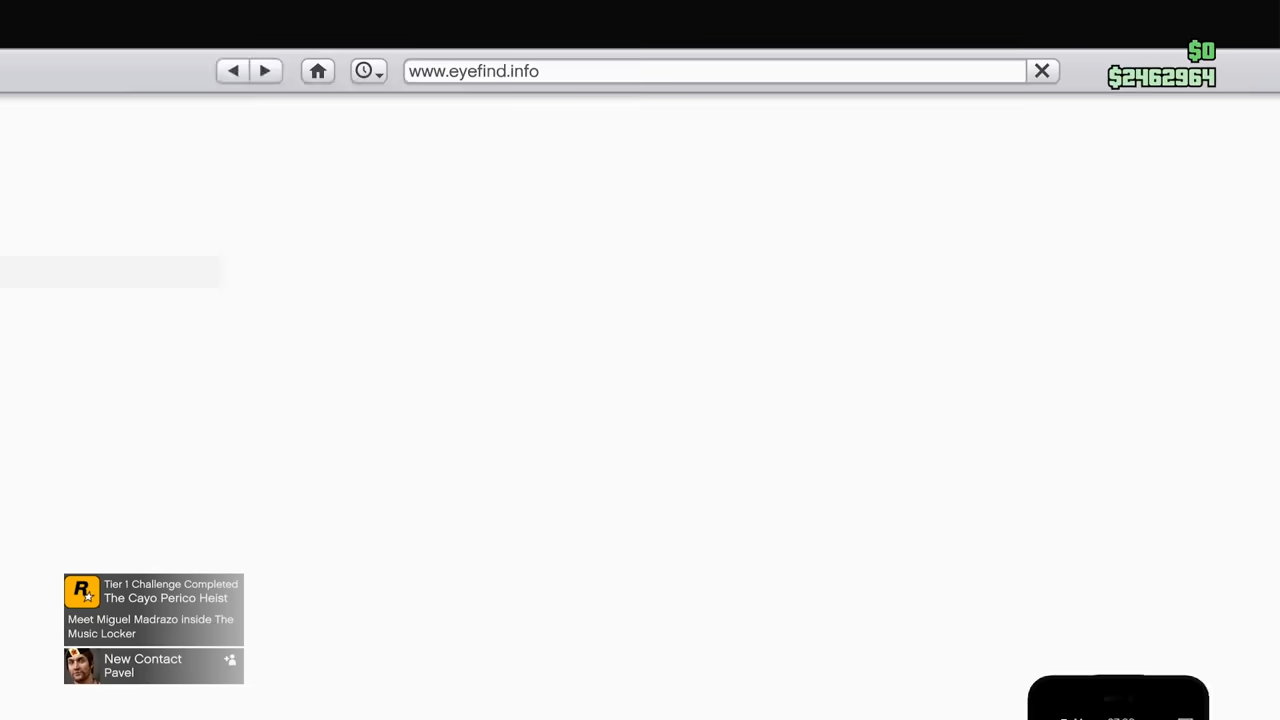 www.eyefind.info
$0
$2462964
Tier 1 Challenge Completed
The Cayo Perico Heist
Meet Miguel Madrazo inside The
Music Locker
New Contact
Pavel